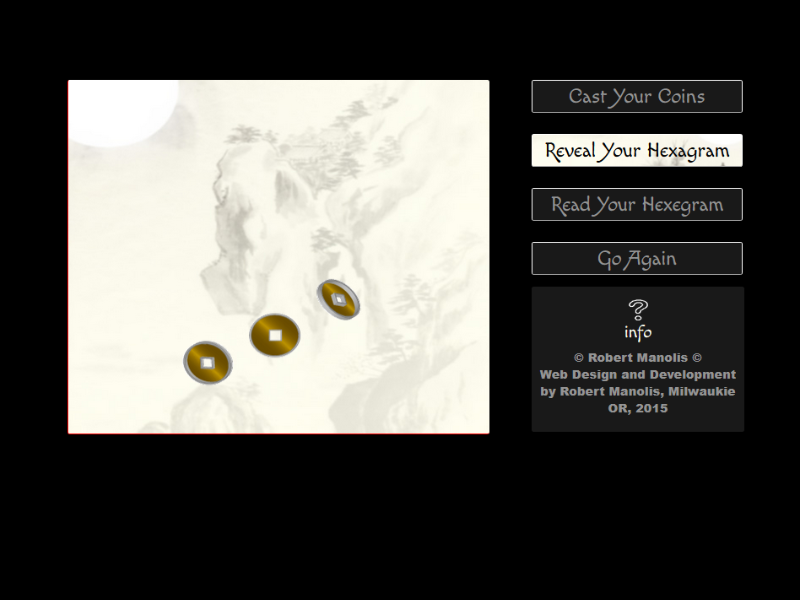 Cast Your Coins
Reveal Your Hexagram
Read Your Hexegram
Go Again
?
info
© Robert Manolis ©
Web Design and Development
by Robert Manolis, Milwaukie
OR, 2015